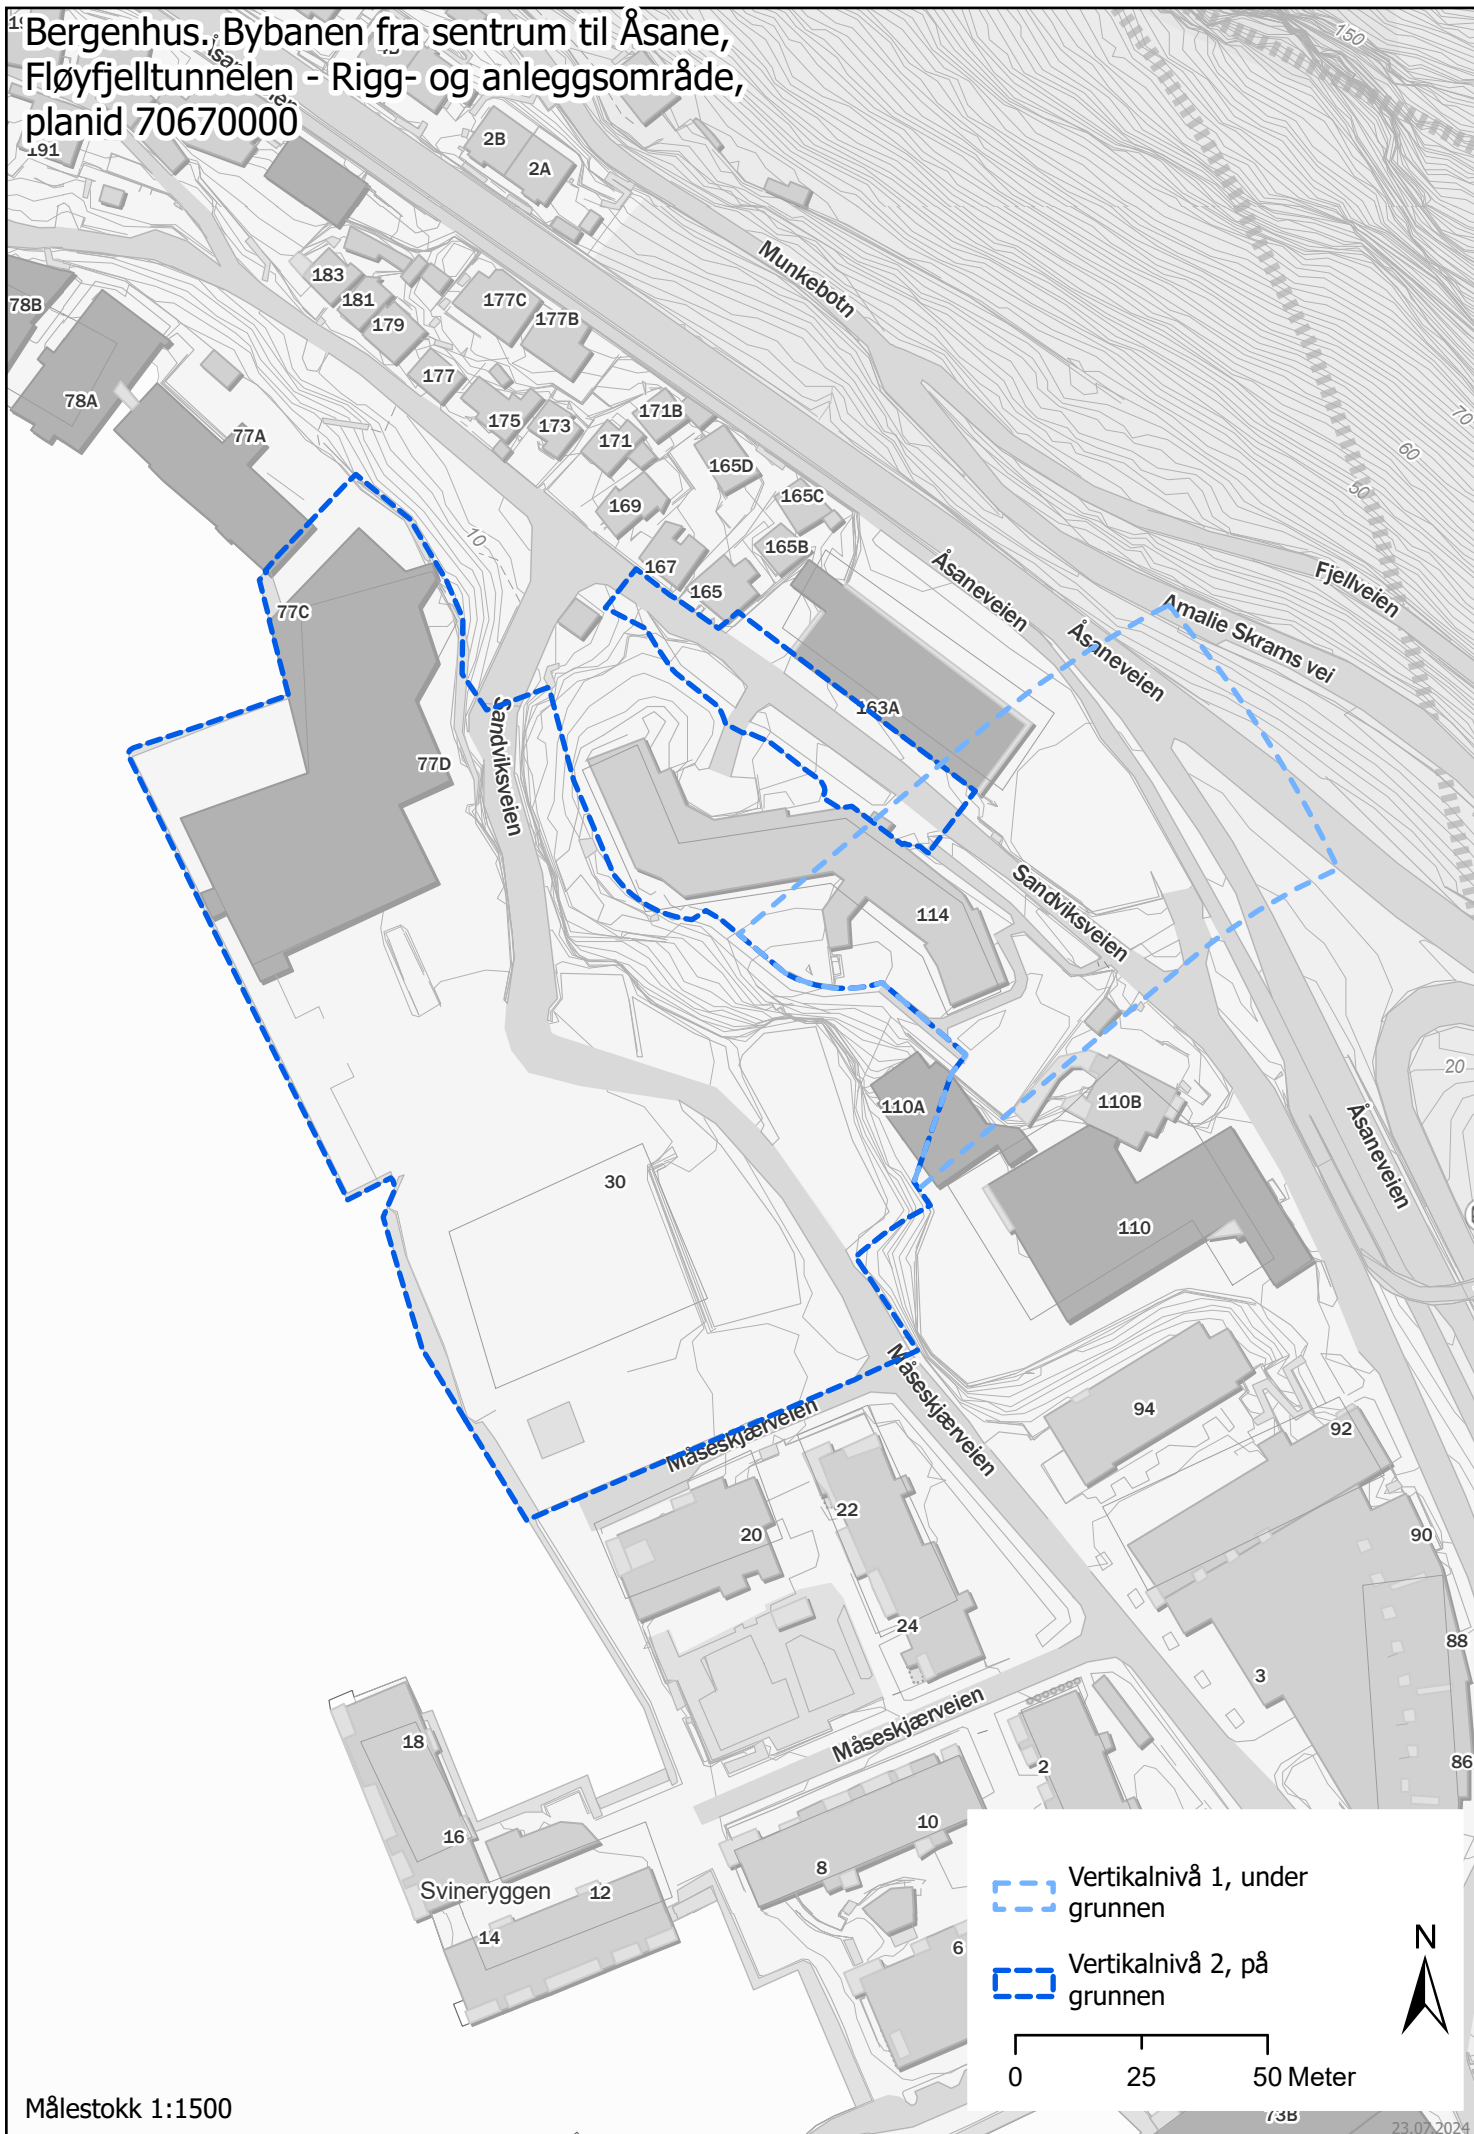 Bergenhus. Bybanen fra sentrum til Åsane,
Fløyfjelltunnelen - Rigg- og anleggsområde,
planid 70670000
191
2B
2A
150
Munkebotn
183
181
179
177C
177B
177
175
173
171B
171
169
165D
165C
165B
167
165
78B
78A
77A
10
77C
77D
Sandviksveien
163A
Åsaneveien
Åsaneveien
Amalie Skrams vei
Fjellveien
70
60
50
114
Sandviksveien
110A
110B
110
20
Åsaneveien
30
Måseskjærveien
Måseskjærveien
94
92
90
88
86
3
22
20
24
Måseskjærveien
2
10
8
6
18
16
Svineryggen
12
14
Vertikalnivå 1, under
grunnen
Vertikalnivå 2, på
grunnen
N
0
25
50 Meter
73B
Målestokk 1:1500
23.07.2024